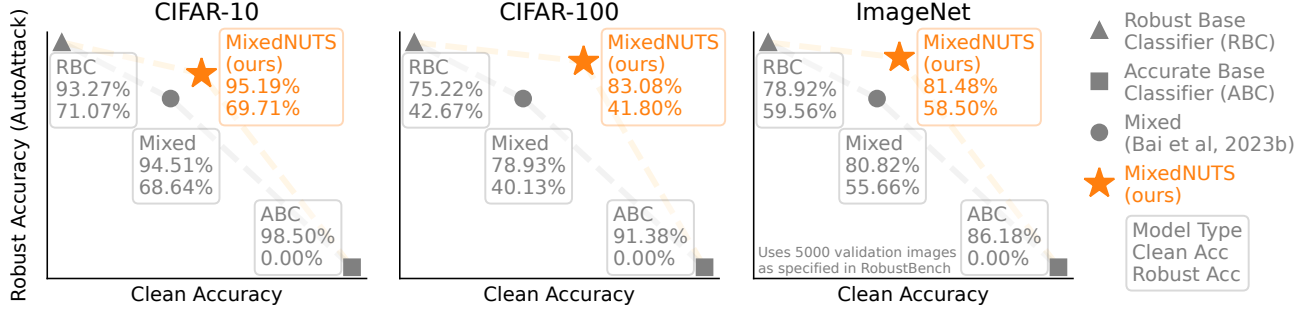 CIFAR-10
CIFAR-100
ImageNet
Robust Accuracy (AutoAttack)
RBC
93.27%
71.07%
MixedNUTS
(ours)
95.19%
69.71%
Mixed
94.51%
68.64%
ABC
98.50%
0.00%
Clean Accuracy
RBC
75.22%
42.67%
MixedNUTS
(ours)
83.08%
41.80%
Mixed
78.93%
40.13%
ABC
91.38%
0.00%
Clean Accuracy
RBC
78.92%
59.56%
MixedNUTS
(ours)
81.48%
58.50%
Mixed
80.82%
55.66%
ABC
86.18%
0.00%
Uses 5000 validation images
as specified in RobustBench
Clean Accuracy
Robust Base
Classifier (RBC)
Accurate Base
Classifier (ABC)
Mixed
(Bai et al, 2023b)
MixedNUTS
(ours)
Model Type
Clean Acc
Robust Acc